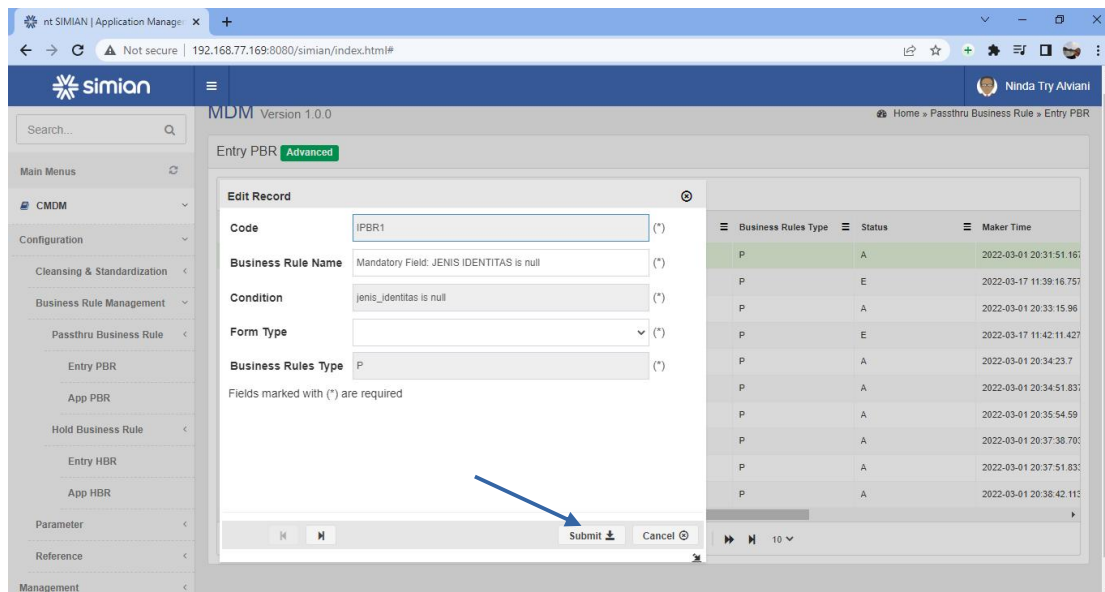 nt SIMIAN | Application Manager
Not secure | 192.168.77.169:8080/simian/index.html#
simian
Ninda Try Alviani
Search...
MDM Version 1.0.0
Home » Passthru Business Rule » Entry PBR
Entry PBR Advanced
Main Menus
CMDM
Configuration
Cleansing & Standardization
Business Rule Management
Passthru Business Rule
Entry PBR
App PBR
Hold Business Rule
Entry HBR
App HBR
Parameter
Reference
Management
Edit Record
Code IPBR1 (*)
Business Rule Name Mandatory Field: JENIS IDENTITAS is null (*)
Condition jenis_identitas is null (*)
Form Type (*)
Business Rules Type P (*)
Fields marked with (*) are required
Submit Cancel
Business Rules Type Status Maker Time
P A 2022-03-01 20:31:51.167
P E 2022-03-17 11:39:16.757
P A 2022-03-01 20:33:15.96
P E 2022-03-17 11:42:11.427
P A 2022-03-01 20:34:23.7
P A 2022-03-01 20:34:51.837
P A 2022-03-01 20:35:54.59
P A 2022-03-01 20:37:38.703
P A 2022-03-01 20:37:51.833
P A 2022-03-01 20:38:42.113
10